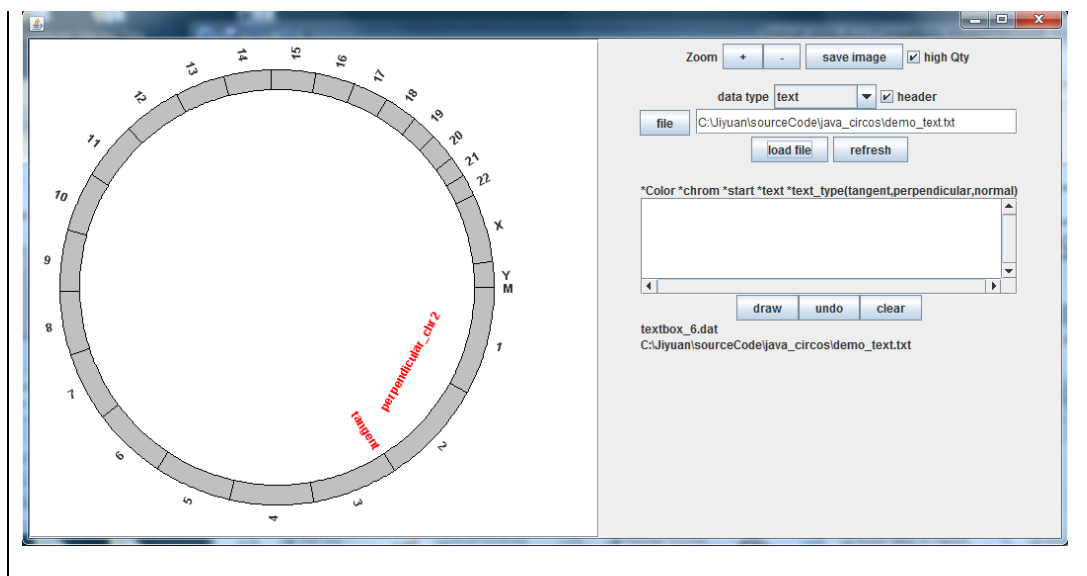 Zoom + - save image high Qty
data type text header
file C:\Jiyuan\sourceCode\java_circos\demo_text.txt
load file refresh
*Color *chrom *start *text *text_type(tangent,perpendicular,normal)
draw undo clear
textbox_6.dat
C:\Jiyuan\sourceCode\java_circos\demo_text.txt
1
2
3
4
5
6
7
8
9
10
11
12
13
14
15
16
17
18
19
20
21
22
X
Y
M
perpendicular_chr2
tangent